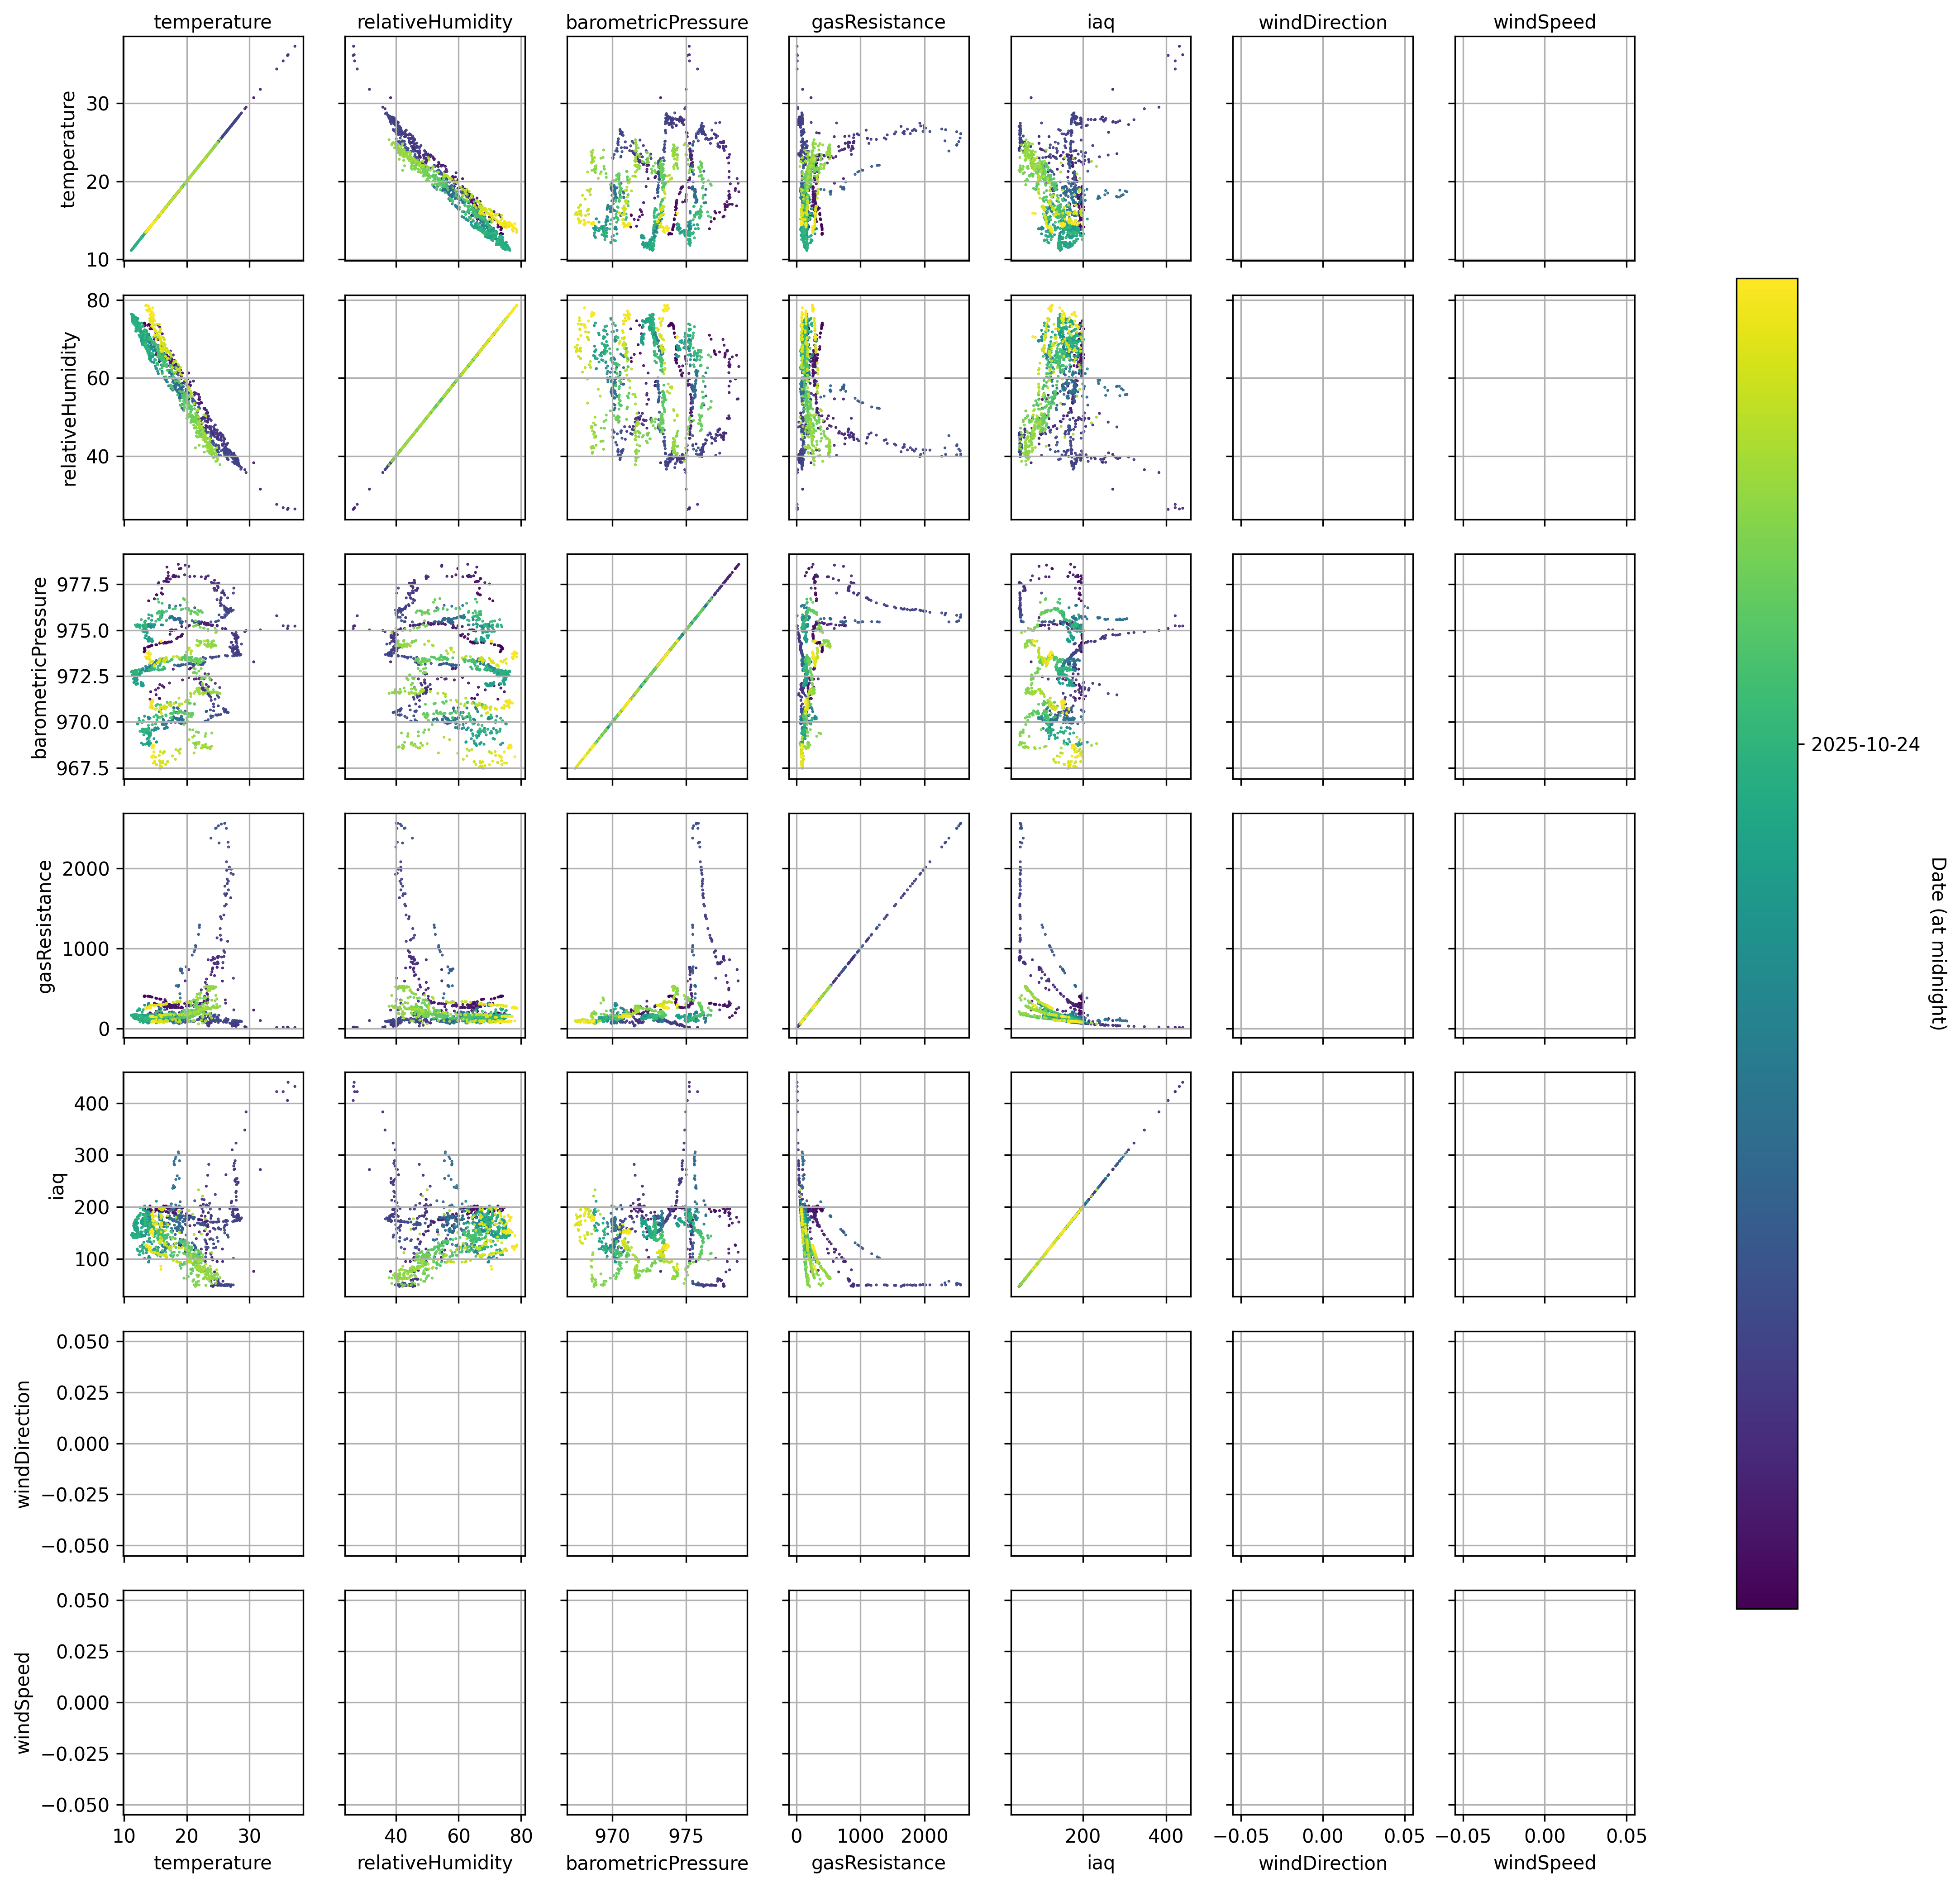 temperature relativeHumidity barometricPressure gasResistance iaq windDirection windSpeed
temperature
30
20
10
relativeHumidity
80
60
40
barometricPressure
977.5
975.0
972.5
970.0
967.5
2025-10-24
Date (at midnight)
gasResistance
2000
1000
0
iaq
400
300
200
100
windDirection
0.050
0.025
0.000
−0.025
−0.050
windSpeed
0.050
0.025
0.000
−0.025
−0.050
10 20 30 40 60 80 970 975 0 1000 2000 200 400 −0.05 0.00 0.05 −0.05 0.00 0.05
temperature relativeHumidity barometricPressure gasResistance iaq windDirection windSpeed